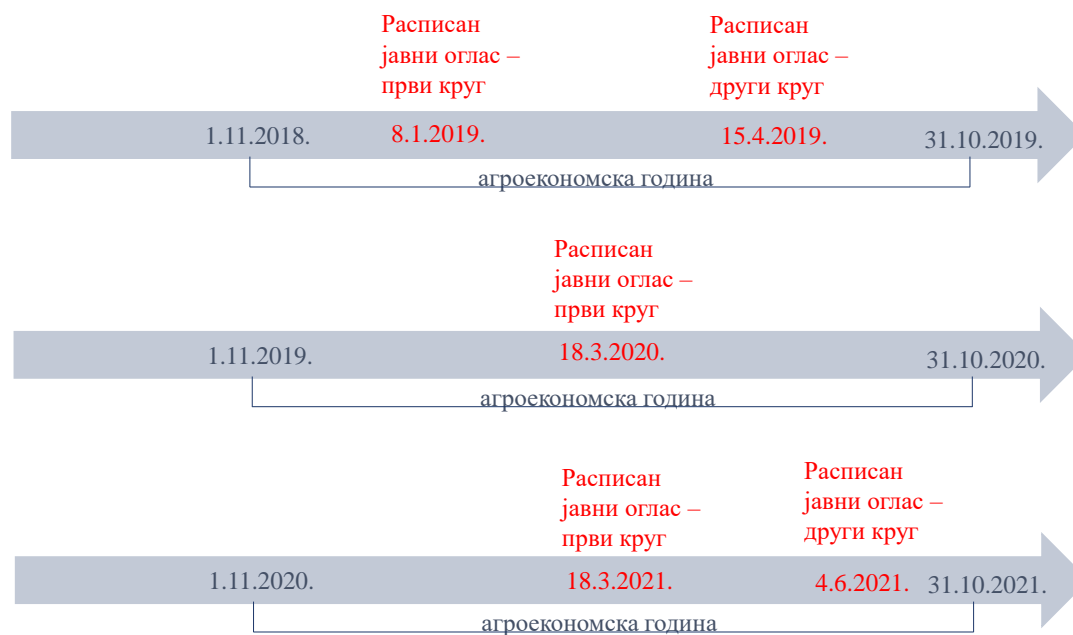 Расписан
јавни оглас –
први круг
Расписан
јавни оглас –
други круг
1.11.2018.
8.1.2019.
15.4.2019.
31.10.2019.
агроекономска година
Расписан
јавни оглас –
први круг
1.11.2019.
18.3.2020.
31.10.2020.
агроекономска година
Расписан
јавни оглас –
први круг
Расписан
јавни оглас –
други круг
1.11.2020.
18.3.2021.
4.6.2021.
31.10.2021.
агроекономска година